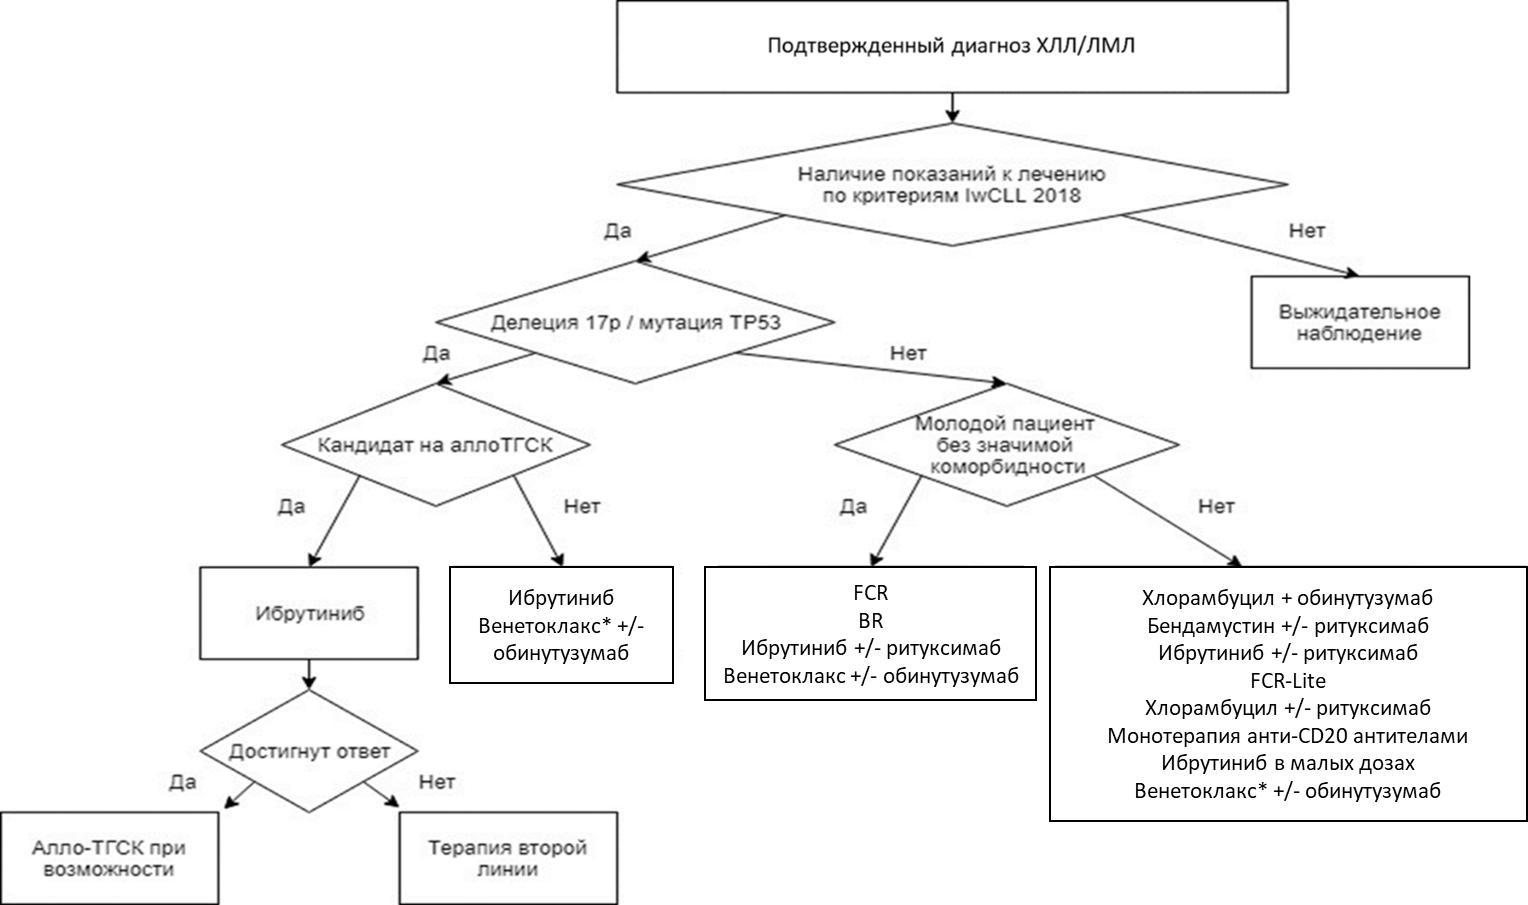 Подтвержденный диагноз ХЛЛ/ЛМЛ
Наличие показаний к лечению
по критериям IwCLL 2018
Да
Нет
Делеция 17p / мутация TP53
Выжидательное
наблюдение
Да
Нет
Кандидат на аллоТГСК
Молодой пациент
без значимой
коморбидности
Да
Нет
Да
Нет
Ибрутиниб
Ибрутиниб
Венетоклакс* +/-
обинутузумаб
FCR
BR
Ибрутиниб +/- ритуксимаб
Венетоклакс +/- обинутузумаб
Хлорамбуцил + обинутузумаб
Бендамустин +/- ритуксимаб
Ибрутиниб +/- ритуксимаб
FCR-Lite
Хлорамбуцил +/- ритуксимаб
Монотерапия анти-CD20 антителами
Ибрутиниб в малых дозах
Венетоклакс* +/- обинутузумаб
Достигнут ответ
Да
Нет
Алло-ТГСК при
возможности
Терапия второй
линии